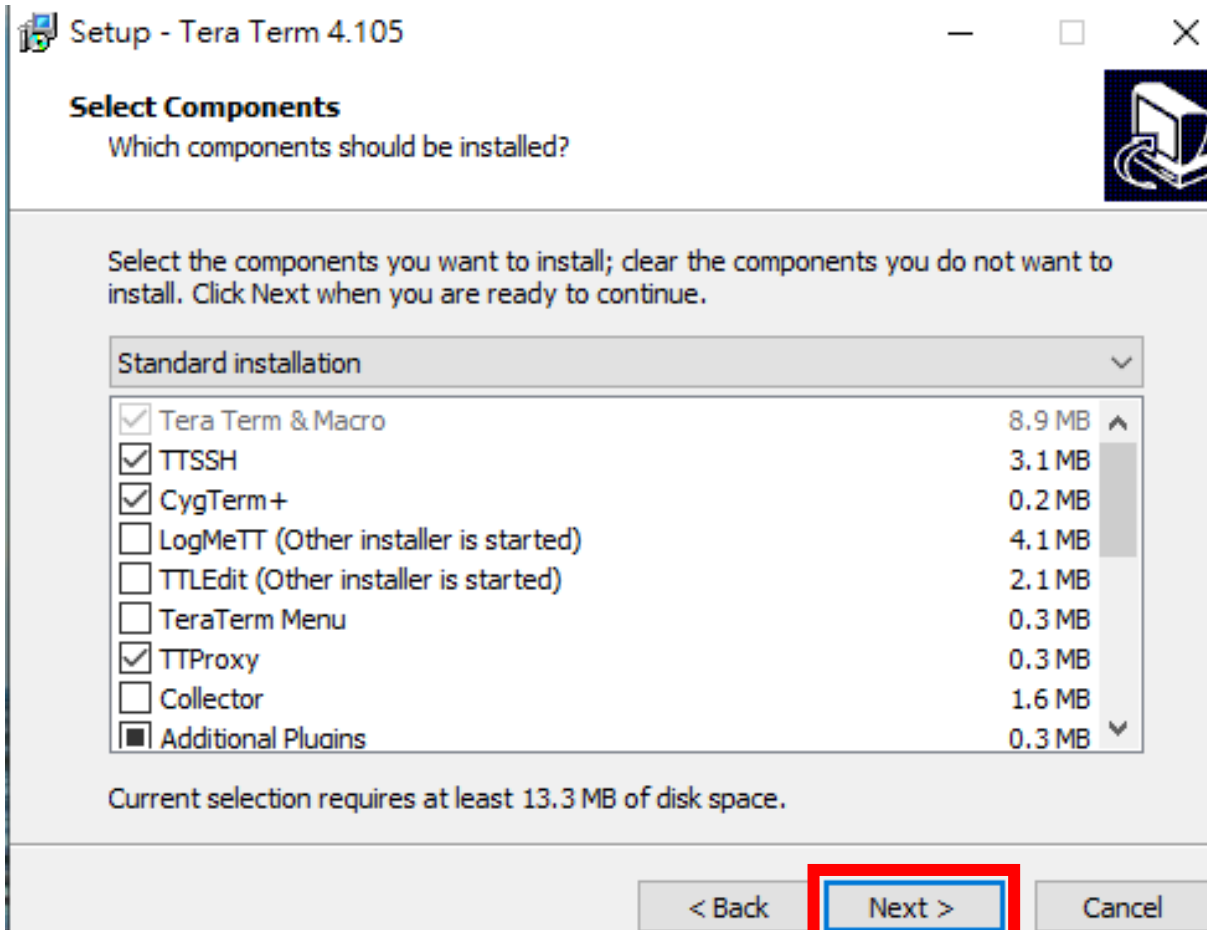 Setup - Tera Term 4.105
Select Components
Which components should be installed?
Select the components you want to install; clear the components you do not want to
install. Click Next when you are ready to continue.
Standard installation
Tera Term & Macro 8.9 MB
TTSSH 3.1 MB
CygTerm+ 0.2 MB
LogMeTT (Other installer is started) 4.1 MB
TTLEdit (Other installer is started) 2.1 MB
TeraTerm Menu 0.3 MB
TTProxy 0.3 MB
Collector 1.6 MB
Additional Plugins 0.3 MB
Current selection requires at least 13.3 MB of disk space.
< Back Next > Cancel